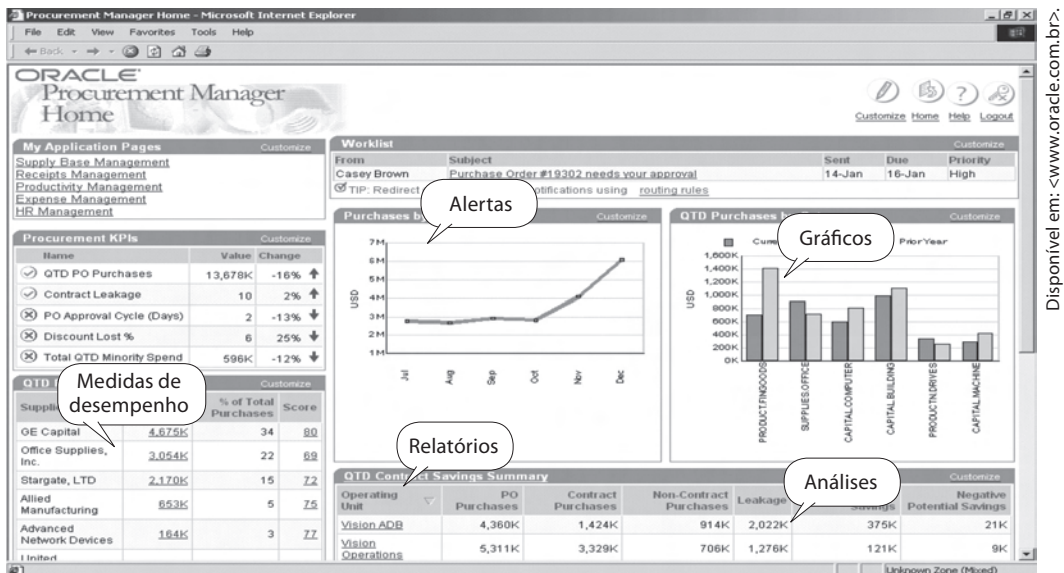 Procurement Manager Home - Microsoft Internet Explorer
File Edit View Favorites Tools Help
Back
ORACLE
Procurement Manager
Home
Customize Home Help Logout
My Application Pages Customize
Supply Base Management
Receipts Management
Productivity Management
Expense Management
HR Management
Worklist Customize
From Subject Sent Due Priority
Casey Brown Purchase Order #19302 needs your approval 14-Jan 16-Jan High
TIP: Redirect notifications using routing rules
Alertas
Procurement KPIs Customize
Name Value Change
QTD PO Purchases 13,678K -16%
Contract Leakage 10 2%
PO Approval Cycle (Days) 2 -13%
Discount Lost % 6 25%
Total QTD Minority Spend 596K -12%
Purchases by Customize
7M
6M
5M
4M
3M
2M
1M
USD
Jul Aug Sep Oct Nov Dec
QTD Purchases by Customize
Gráficos
Prior Year
1,600K
1,400K
1,200K
1,000K
800K
600K
400K
200K
0K
USD
PRODUCT.FINGOODS
SUPPLIES.OFFICE
CAPITAL.COMPUTER
CAPITAL.BUILDING
PRODUCTN.DRIVES
CAPITAL.MACHINE
QTD Customize
Medidas de
desempenho
% of Total Purchases Score
GE Capital 4,675K 34 80
Office Supplies, Inc. 3,054K 22 69
Stargate, LTD 2,170K 15 72
Allied Manufacturing 653K 5 75
Advanced Network Devices 164K 3 77
United
Relatórios
QTD Contract Savings Summary Customize
Análises
Operating Unit PO Purchases Contract Purchases Non-Contract Purchases Leakage Savings Negative Potential Savings
Vision ADB 4,360K 1,424K 914K 2,022K 375K 21K
Vision Operations 5,311K 3,329K 706K 1,276K 121K 9K
Unknown Zone (Mixed)
Disponível em: <www.oracle.com.br>.